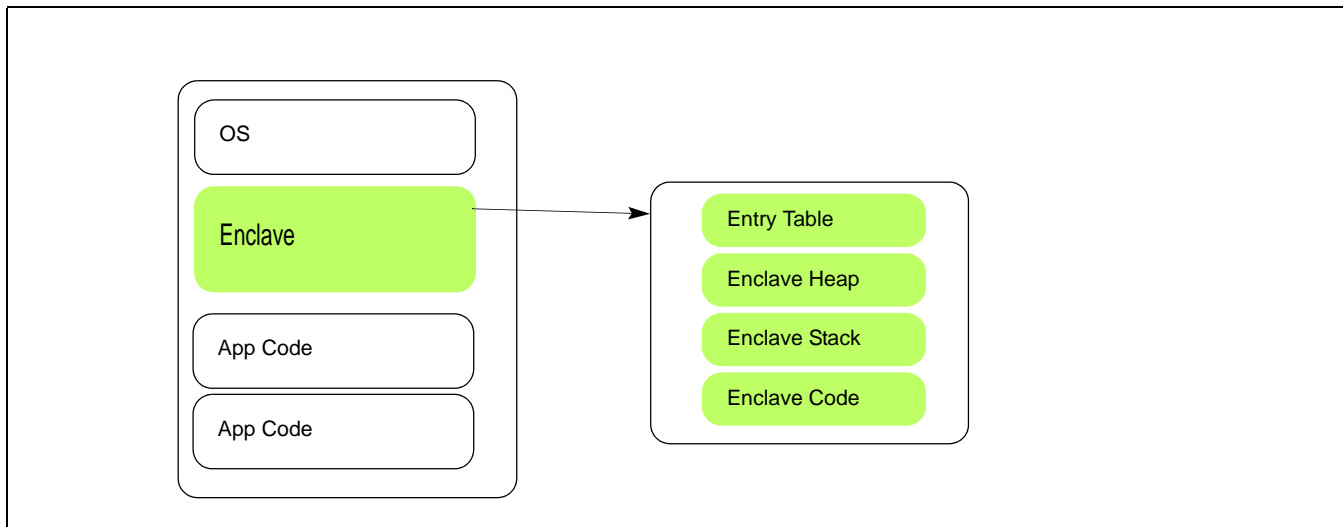 OS
Enclave
App Code
App Code
Entry Table
Enclave Heap
Enclave Stack
Enclave Code